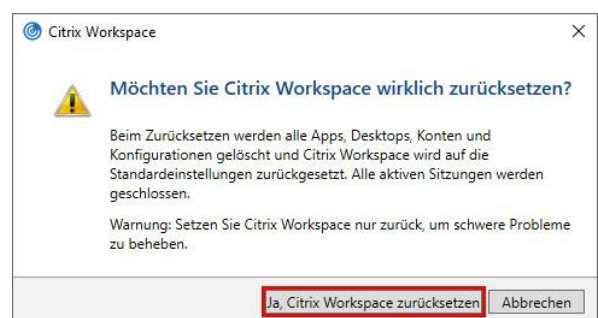 Citrix Workspace
Möchten Sie Citrix Workspace wirklich zurücksetzen?
Beim Zurücksetzen werden alle Apps, Desktops, Konten und
Konfigurationen gelöscht und Citrix Workspace wird auf die
Standardeinstellungen zurückgesetzt. Alle aktiven Sitzungen werden
geschlossen.
Warnung: Setzen Sie Citrix Workspace nur zurück, um schwere Probleme
zu beheben.
Ja, Citrix Workspace zurücksetzen Abbrechen